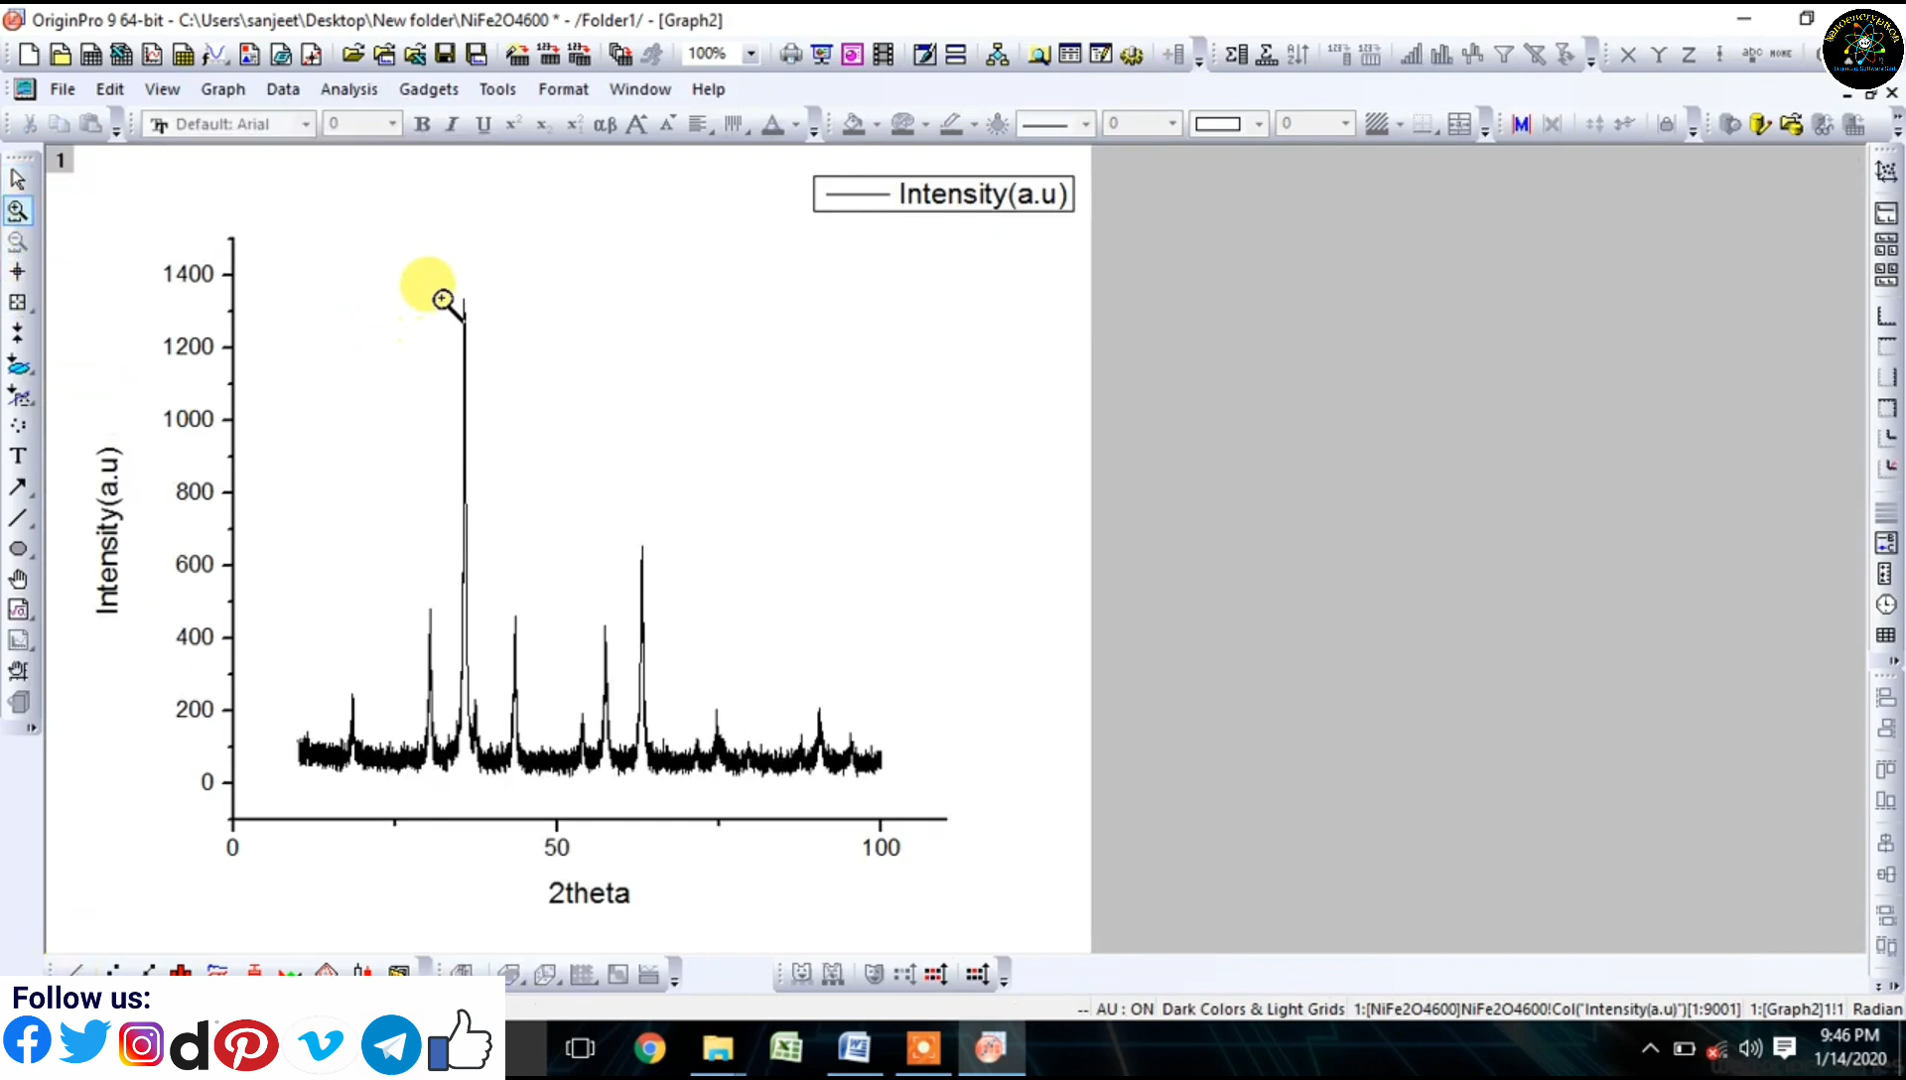 OriginPro 9 64-bit - C:\Users\sanjeet\Desktop\New folder\NiFe2O4600 * - /Folder1/ - [Graph2]
100%
X Y Z
Nanoencryption
File Edit View Graph Data Analysis Gadgets Tools Format Window Help
Default: Arial 0 B I U αβ A A 0 0
1
Intensity(a.u)
1400
1200
1000
800
600
400
200
0
Intensity(a.u)
0 50 100
2theta
T
Follow us:
-- AU : ON Dark Colors & Light Grids 1:[NiFe2O4600]NiFe2O4600!Col("Intensity(a.u)")[1:9001] 1:[Graph2]1!1 Radian
9:46 PM
1/14/2020